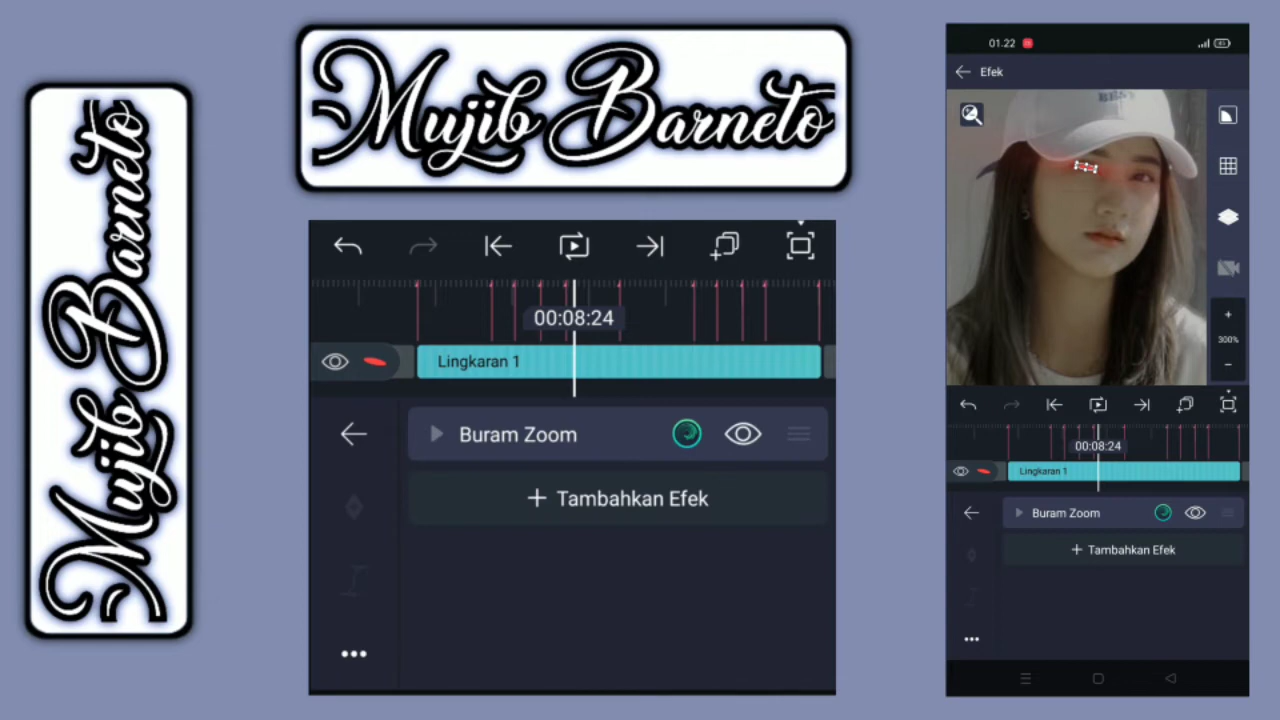 Mujib Barneto
Mujib Barneto
00:08:24
Lingkaran 1
Buram Zoom
+ Tambahkan Efek
01.22
Efek
300%
00:08:24
Lingkaran 1
Buram Zoom
+ Tambahkan Efek